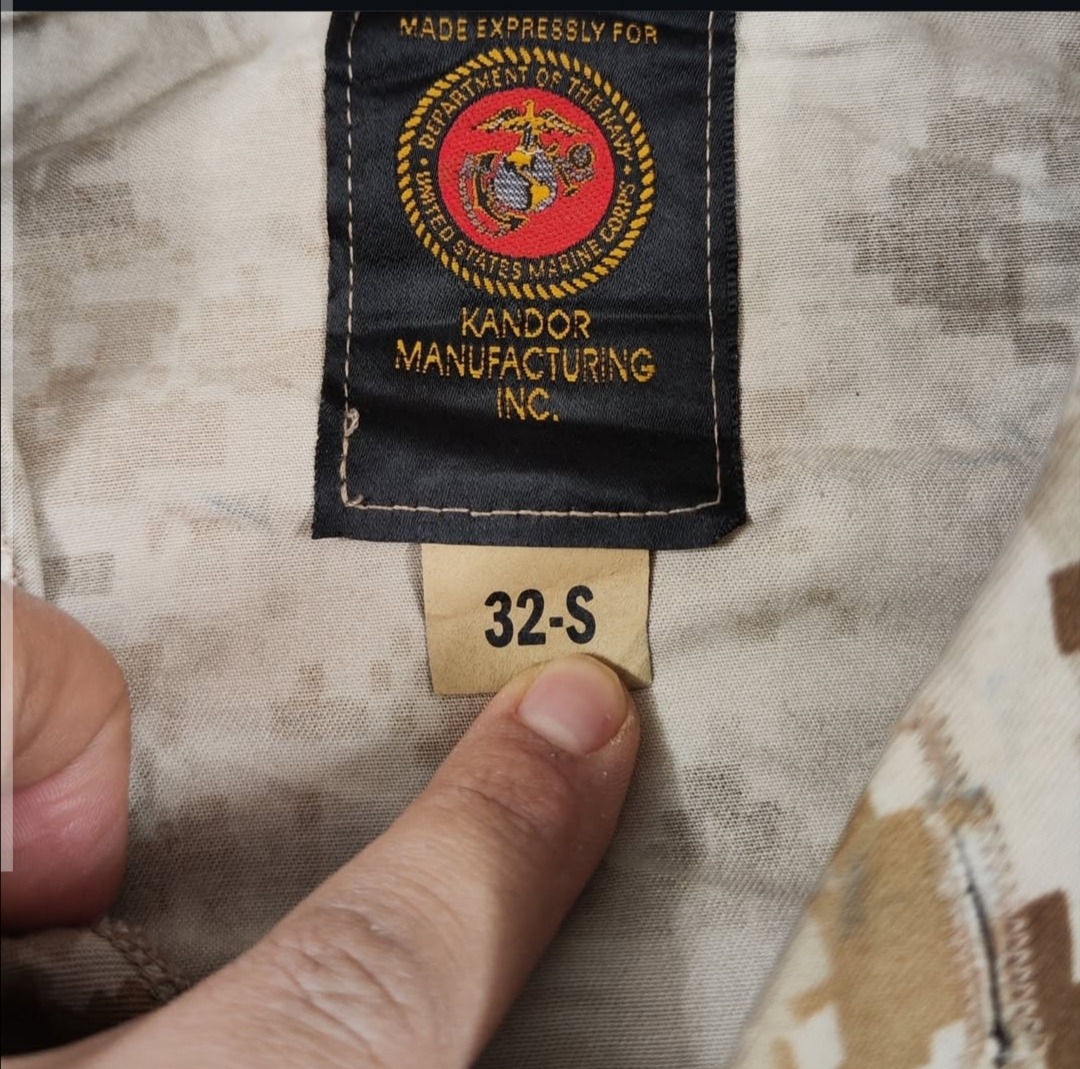 MADE EXPRESSLY FOR
DEPARTMENT OF THE NAVY
UNITED STATES MARINE CORPS
KANDOR
MANUFACTURING
INC.
32-S